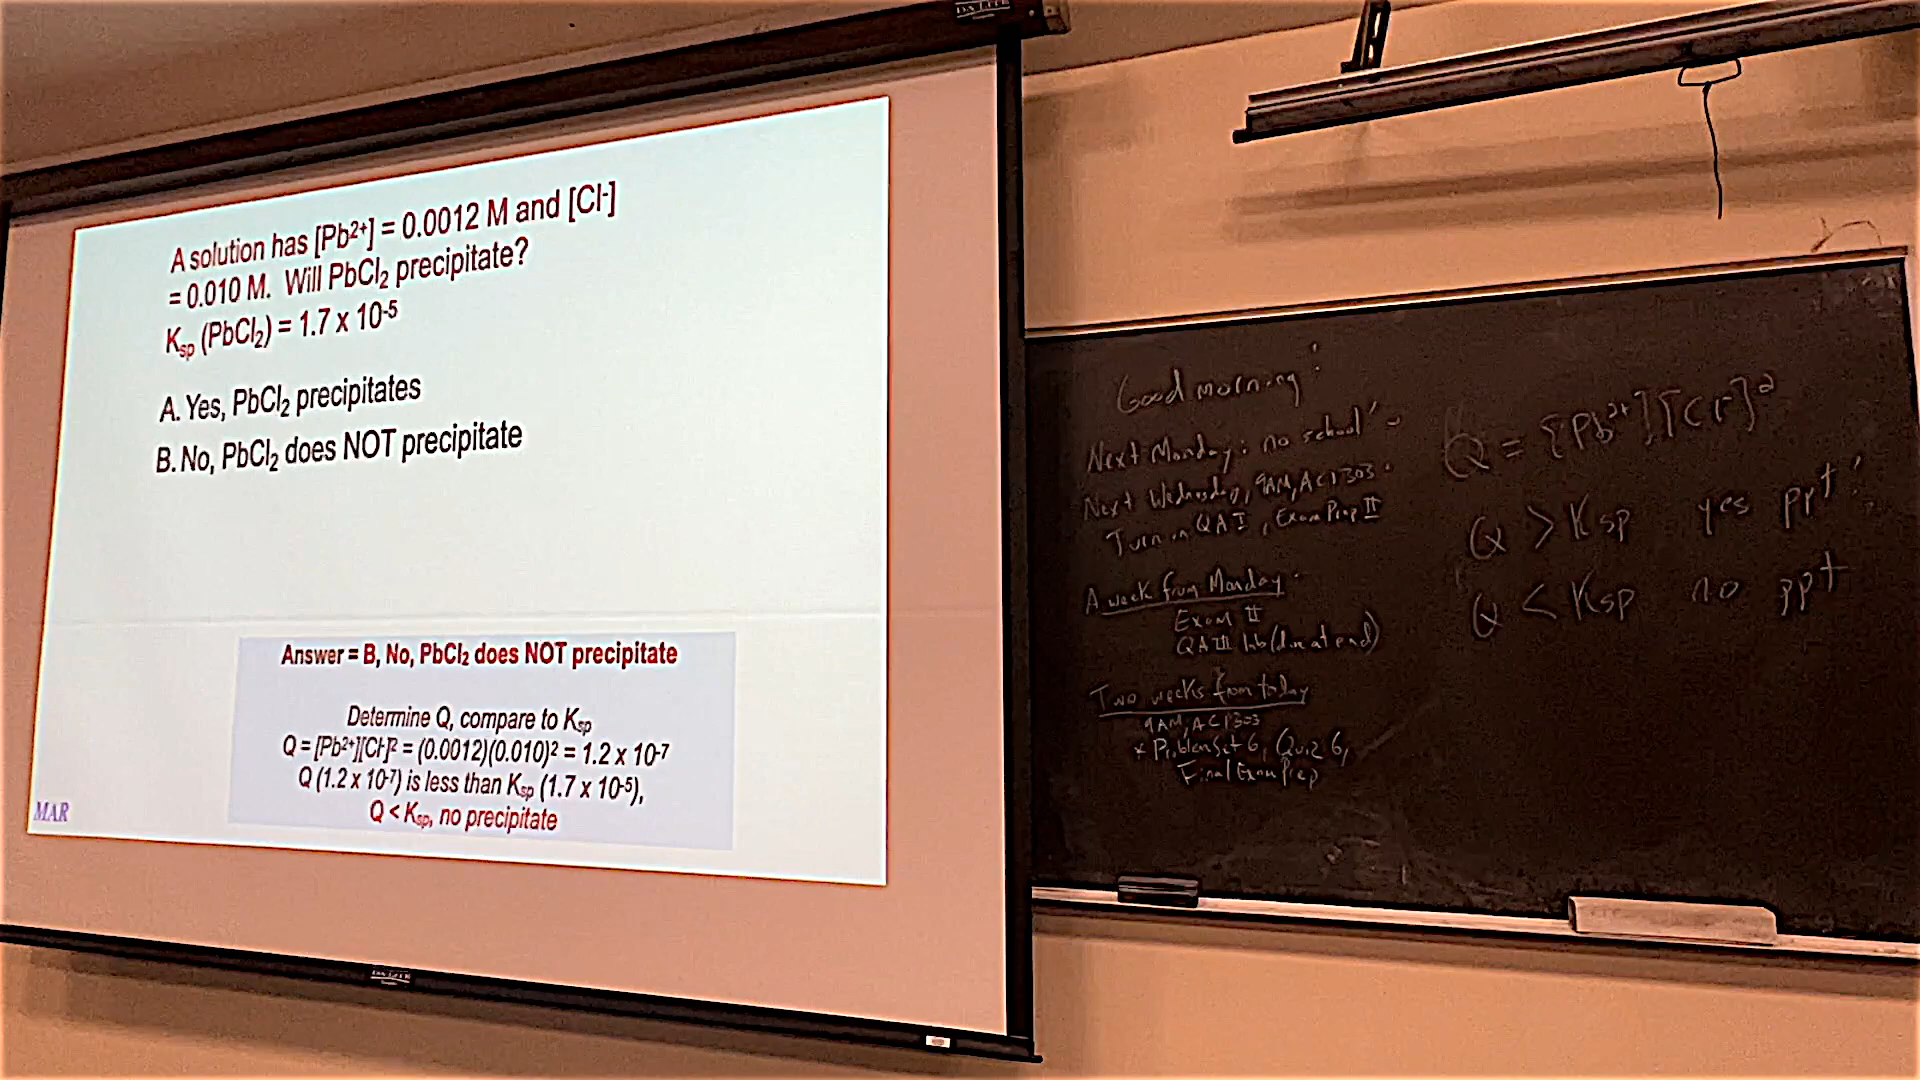 A solution has [Pb²⁺] = 0.0012 M and [Cl⁻]
= 0.010 M. Will PbCl₂ precipitate?
Kₛₚ (PbCl₂) = 1.7 x 10⁻⁵
A. Yes, PbCl₂ precipitates
B. No, PbCl₂ does NOT precipitate
Answer = B, No, PbCl₂ does NOT precipitate
Determine Q, compare to Kₛₚ
Q = [Pb²⁺][Cl⁻]² = (0.0012)(0.010)² = 1.2 x 10⁻⁷
Q (1.2 x 10⁻⁷) is less than Kₛₚ (1.7 x 10⁻⁵),
Q < Kₛₚ, no precipitate
MAR
DA-LITE
Good morning!
Next Monday: no school!
Next Wednesday, 9AM, AC1303:
Turn in QA I, Exam Prep II
A week from Monday:
Exam II
QA III lab (due at end)
Two weeks from today
9AM, AC1303
* Problem Set 6, Quiz 6,
Final Exam Prep
Q = [Pb²⁺][Cl⁻]²
Q > Ksp yes ppt!
Q < Ksp no ppt